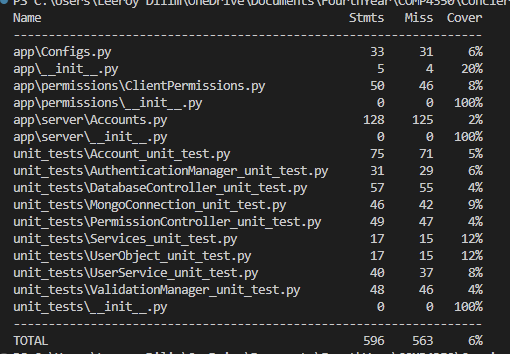 PS C:\Users\Leeroy Dilim\OneDrive\Documents\FourthYear\COMP4350\Concier
Name Stmts Miss Cover
----------------------------------------------------------------
app\Configs.py 33 31 6%
app\__init__.py 5 4 20%
app\permissions\ClientPermissions.py 50 46 8%
app\permissions\__init__.py 0 0 100%
app\server\Accounts.py 128 125 2%
app\server\__init__.py 0 0 100%
unit_tests\Account_unit_test.py 75 71 5%
unit_tests\AuthenticationManager_unit_test.py 31 29 6%
unit_tests\DatabaseController_unit_test.py 57 55 4%
unit_tests\MongoConnection_unit_test.py 46 42 9%
unit_tests\PermissionController_unit_test.py 49 47 4%
unit_tests\Services_unit_test.py 17 15 12%
unit_tests\UserObject_unit_test.py 17 15 12%
unit_tests\UserService_unit_test.py 40 37 8%
unit_tests\ValidationManager_unit_test.py 48 46 4%
unit_tests\__init__.py 0 0 100%
----------------------------------------------------------------
TOTAL 596 563 6%